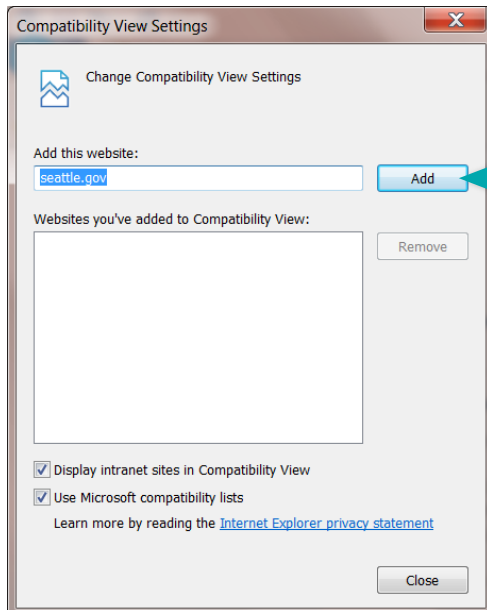 Compatibility View Settings
Change Compatibility View Settings
Add this website:
seattle.gov
Add
Websites you've added to Compatibility View:
Remove
Display intranet sites in Compatibility View
Use Microsoft compatibility lists
Learn more by reading the Internet Explorer privacy statement
Close